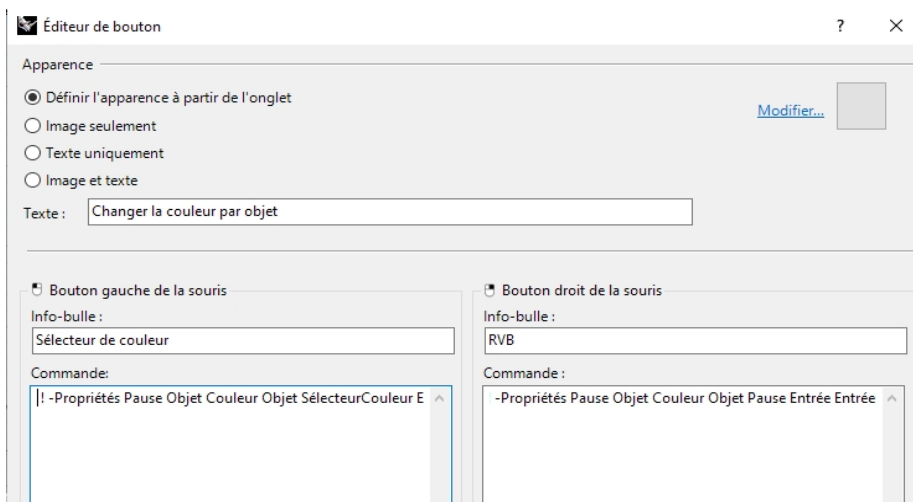 Éditeur de bouton ?
Apparence
Définir l'apparence à partir de l'onglet
Modifier...
Image seulement
Texte uniquement
Image et texte
Texte : Changer la couleur par objet
Bouton gauche de la souris
Info-bulle :
Sélecteur de couleur
Commande:
! -Propriétés Pause Objet Couleur Objet SélecteurCouleur E
Bouton droit de la souris
Info-bulle :
RVB
Commande :
-Propriétés Pause Objet Couleur Objet Pause Entrée Entrée